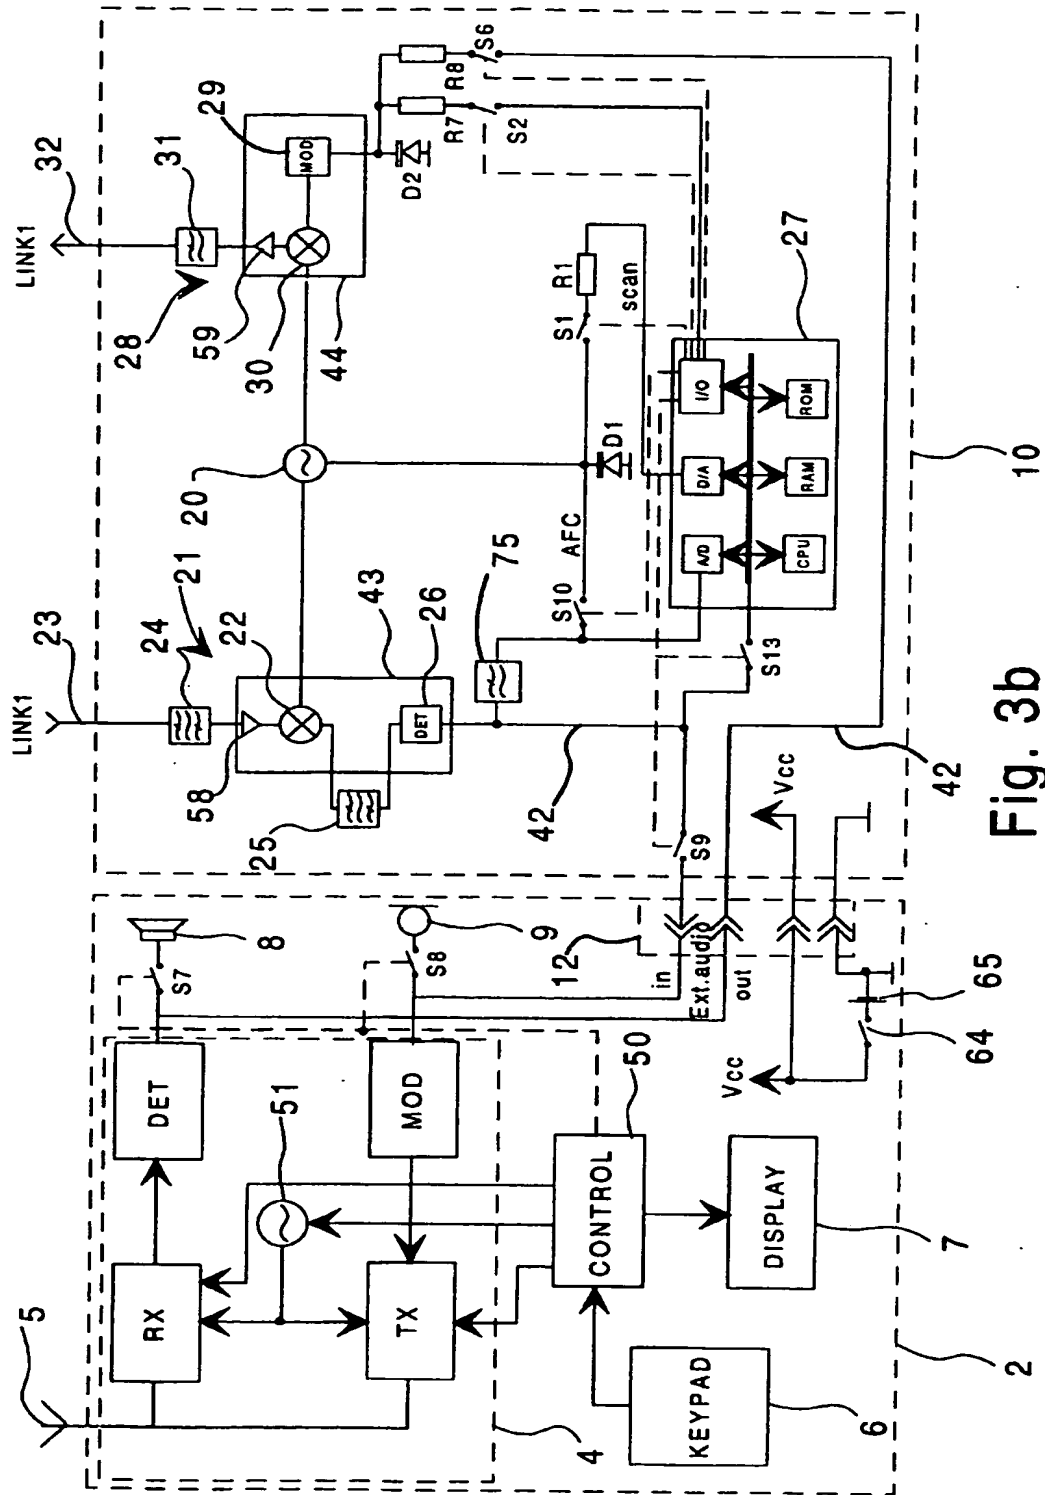 LINK1
23
24
21
22
58
25
43
26
DET
42
75
20
LINK1
32
31
28
59
30
44
29
MOD
D2
R7
R8
S2
S6
AFC
S10
D1
S1
R1
scan
27
A/D
D/A
I/O
CPU
RAM
ROM
S13
S9
10
42
Vcc
5
RX
DET
S7
8
51
TX
MOD
S8
9
4
12
in
Ext.audio
out
CONTROL
50
KEYPAD
6
DISPLAY
7
Vcc
64
65
2
Fig. 3b